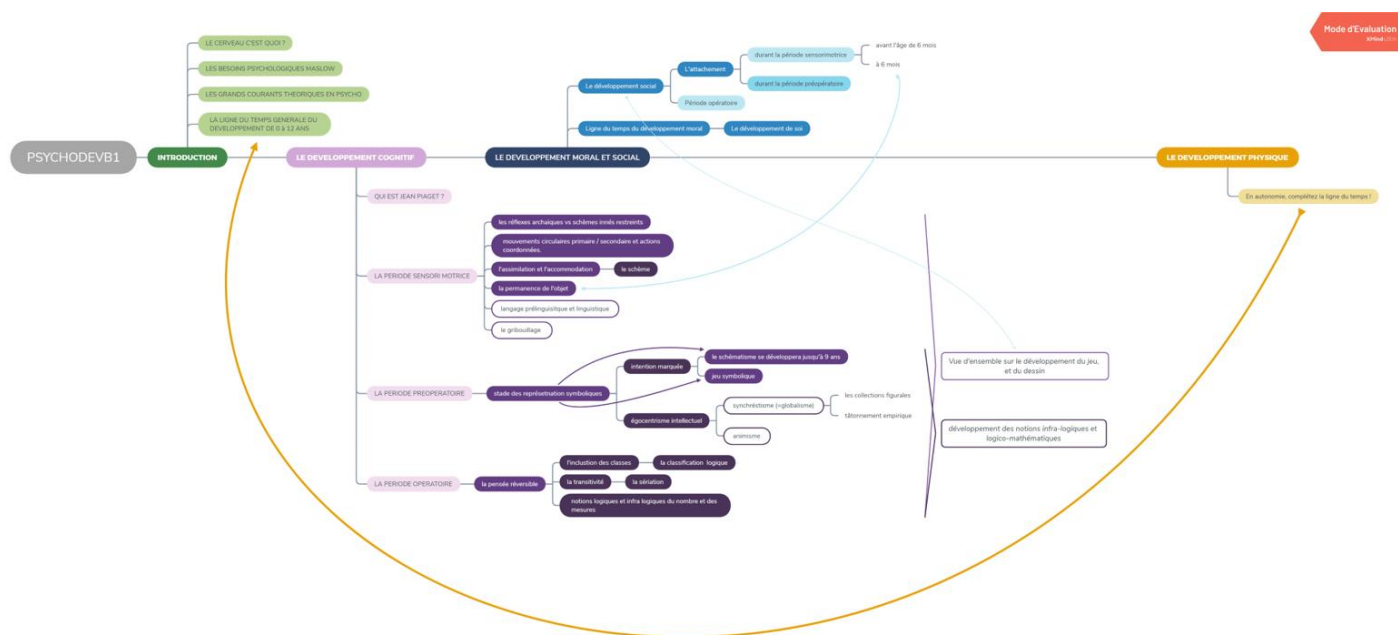 Mode d'Evaluation
XMind:ZEN
LE CERVEAU C'EST QUOI ?
LES BESOINS PSYCHOLOGIQUES MASLOW
LES GRANDS COURANTS THEORIQUES EN PSYCHO
LA LIGNE DU TEMPS GENERALE DU
DEVELOPPEMENT DE 0 à 12 ANS
PSYCHODEVB1
INTRODUCTION
LE DEVELOPPEMENT COGNITIF
QUI EST JEAN PIAGET ?
LA PERIODE SENSORI MOTRICE
les réflexes archaïques vs schèmes innés restreints
mouvements circulaires primaire / secondaire et actions
coordonnées.
l'assimilation et l'accommodation
le schème
la permanence de l'objet
langage prélinguisitque et linguistique
le gribouillage
LA PERIODE PREOPERATOIRE
stade des représetnation symboliques
intention marquée
le schématisme se développera jusqu'à 9 ans
jeu symbolique
égocentrisme intellectuel
synchréstisme (=globalisme)
les collections figurales
tâtonnement empirique
animisme
LA PERIODE OPERATOIRE
la pensée réversible
l'inclustion des classes
la classification logique
la transitivité
la sériation
notions logiques et infra logiques du nombre et des
mesures
Vue d'ensemble sur le développement du jeu,
et du dessin
développement des notions infra-logiques et
logico-mathématiques
LE DEVELOPPEMENT MORAL ET SOCIAL
Le développement social
L'attachement
durant la période sensorimotrice
avant l'âge de 6 mois
à 6 mois
durant la période préopératoire
Période opératoire
Ligne du temps du développement moral
Le développement de soi
LE DEVELOPPEMENT PHYSIQUE
En autonomie, complétez la ligne du temps !